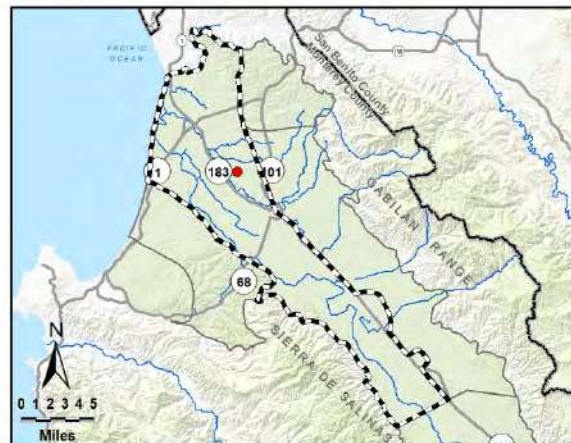 PACIFIC
OCEAN
1
San Benito County
Monterey County
183
101
1
68
GABILAN RANGE
SIERRA DE SALINAS
N
0 1 2 3 4 5
Miles